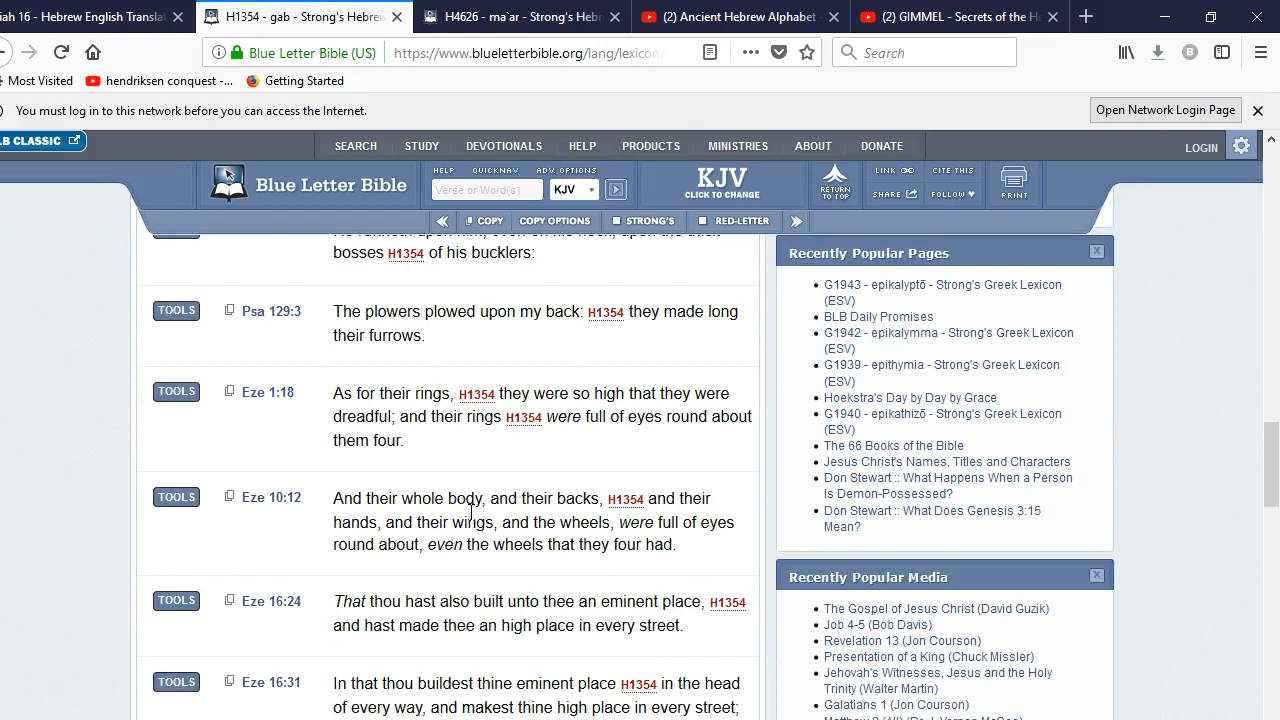 iah 16 - Hebrew English Translat
H1354 - gab - Strong's Hebrew
H4626 - ma`ar - Strong's Hebr
(2) Ancient Hebrew Alphabet -
(2) GIMMEL - Secrets of the He
Blue Letter Bible (US)
https://www.blueletterbible.org/lang/lexicon
Search
Most Visited
hendriksen conquest -...
Getting Started
You must log in to this network before you can access the Internet.
Open Network Login Page
LB CLASSIC
SEARCH STUDY DEVOTIONALS HELP PRODUCTS MINISTRIES ABOUT DONATE
LOGIN
Blue Letter Bible
HELP QUICKNAV ADV. OPTIONS
Verse or Word(s)
KJV
KJV
CLICK TO CHANGE
RETURN
TO TOP
LINK CITE THIS
SHARE FOLLOW
PRINT
COPY COPY OPTIONS STRONG'S RED-LETTER
bosses H1354 of his bucklers:
TOOLS Psa 129:3 The plowers plowed upon my back: H1354 they made long
their furrows.
TOOLS Eze 1:18 As for their rings, H1354 they were so high that they were
dreadful; and their rings H1354 were full of eyes round about
them four.
TOOLS Eze 10:12 And their whole body, and their backs, H1354 and their
hands, and their wings, and the wheels, were full of eyes
round about, even the wheels that they four had.
TOOLS Eze 16:24 That thou hast also built unto thee an eminent place, H1354
and hast made thee an high place in every street.
TOOLS Eze 16:31 In that thou buildest thine eminent place H1354 in the head
of every way, and makest thine high place in every street;
Recently Popular Pages
G1943 - epikalyptō - Strong's Greek Lexicon
(ESV)
BLB Daily Promises
G1942 - epikalymma - Strong's Greek Lexicon
(ESV)
G1939 - epithymia - Strong's Greek Lexicon
(ESV)
Hoekstra's Day by Day by Grace
G1940 - epikathizō - Strong's Greek Lexicon
(ESV)
The 66 Books of the Bible
Jesus Christ's Names, Titles and Characters
Don Stewart :: What Happens When a Person
Is Demon-Possessed?
Don Stewart :: What Does Genesis 3:15
Mean?
Recently Popular Media
The Gospel of Jesus Christ (David Guzik)
Job 4-5 (Bob Davis)
Revelation 13 (Jon Courson)
Presentation of a King (Chuck Missler)
Jehovah's Witnesses, Jesus and the Holy
Trinity (Walter Martin)
Galatians 1 (Jon Courson)